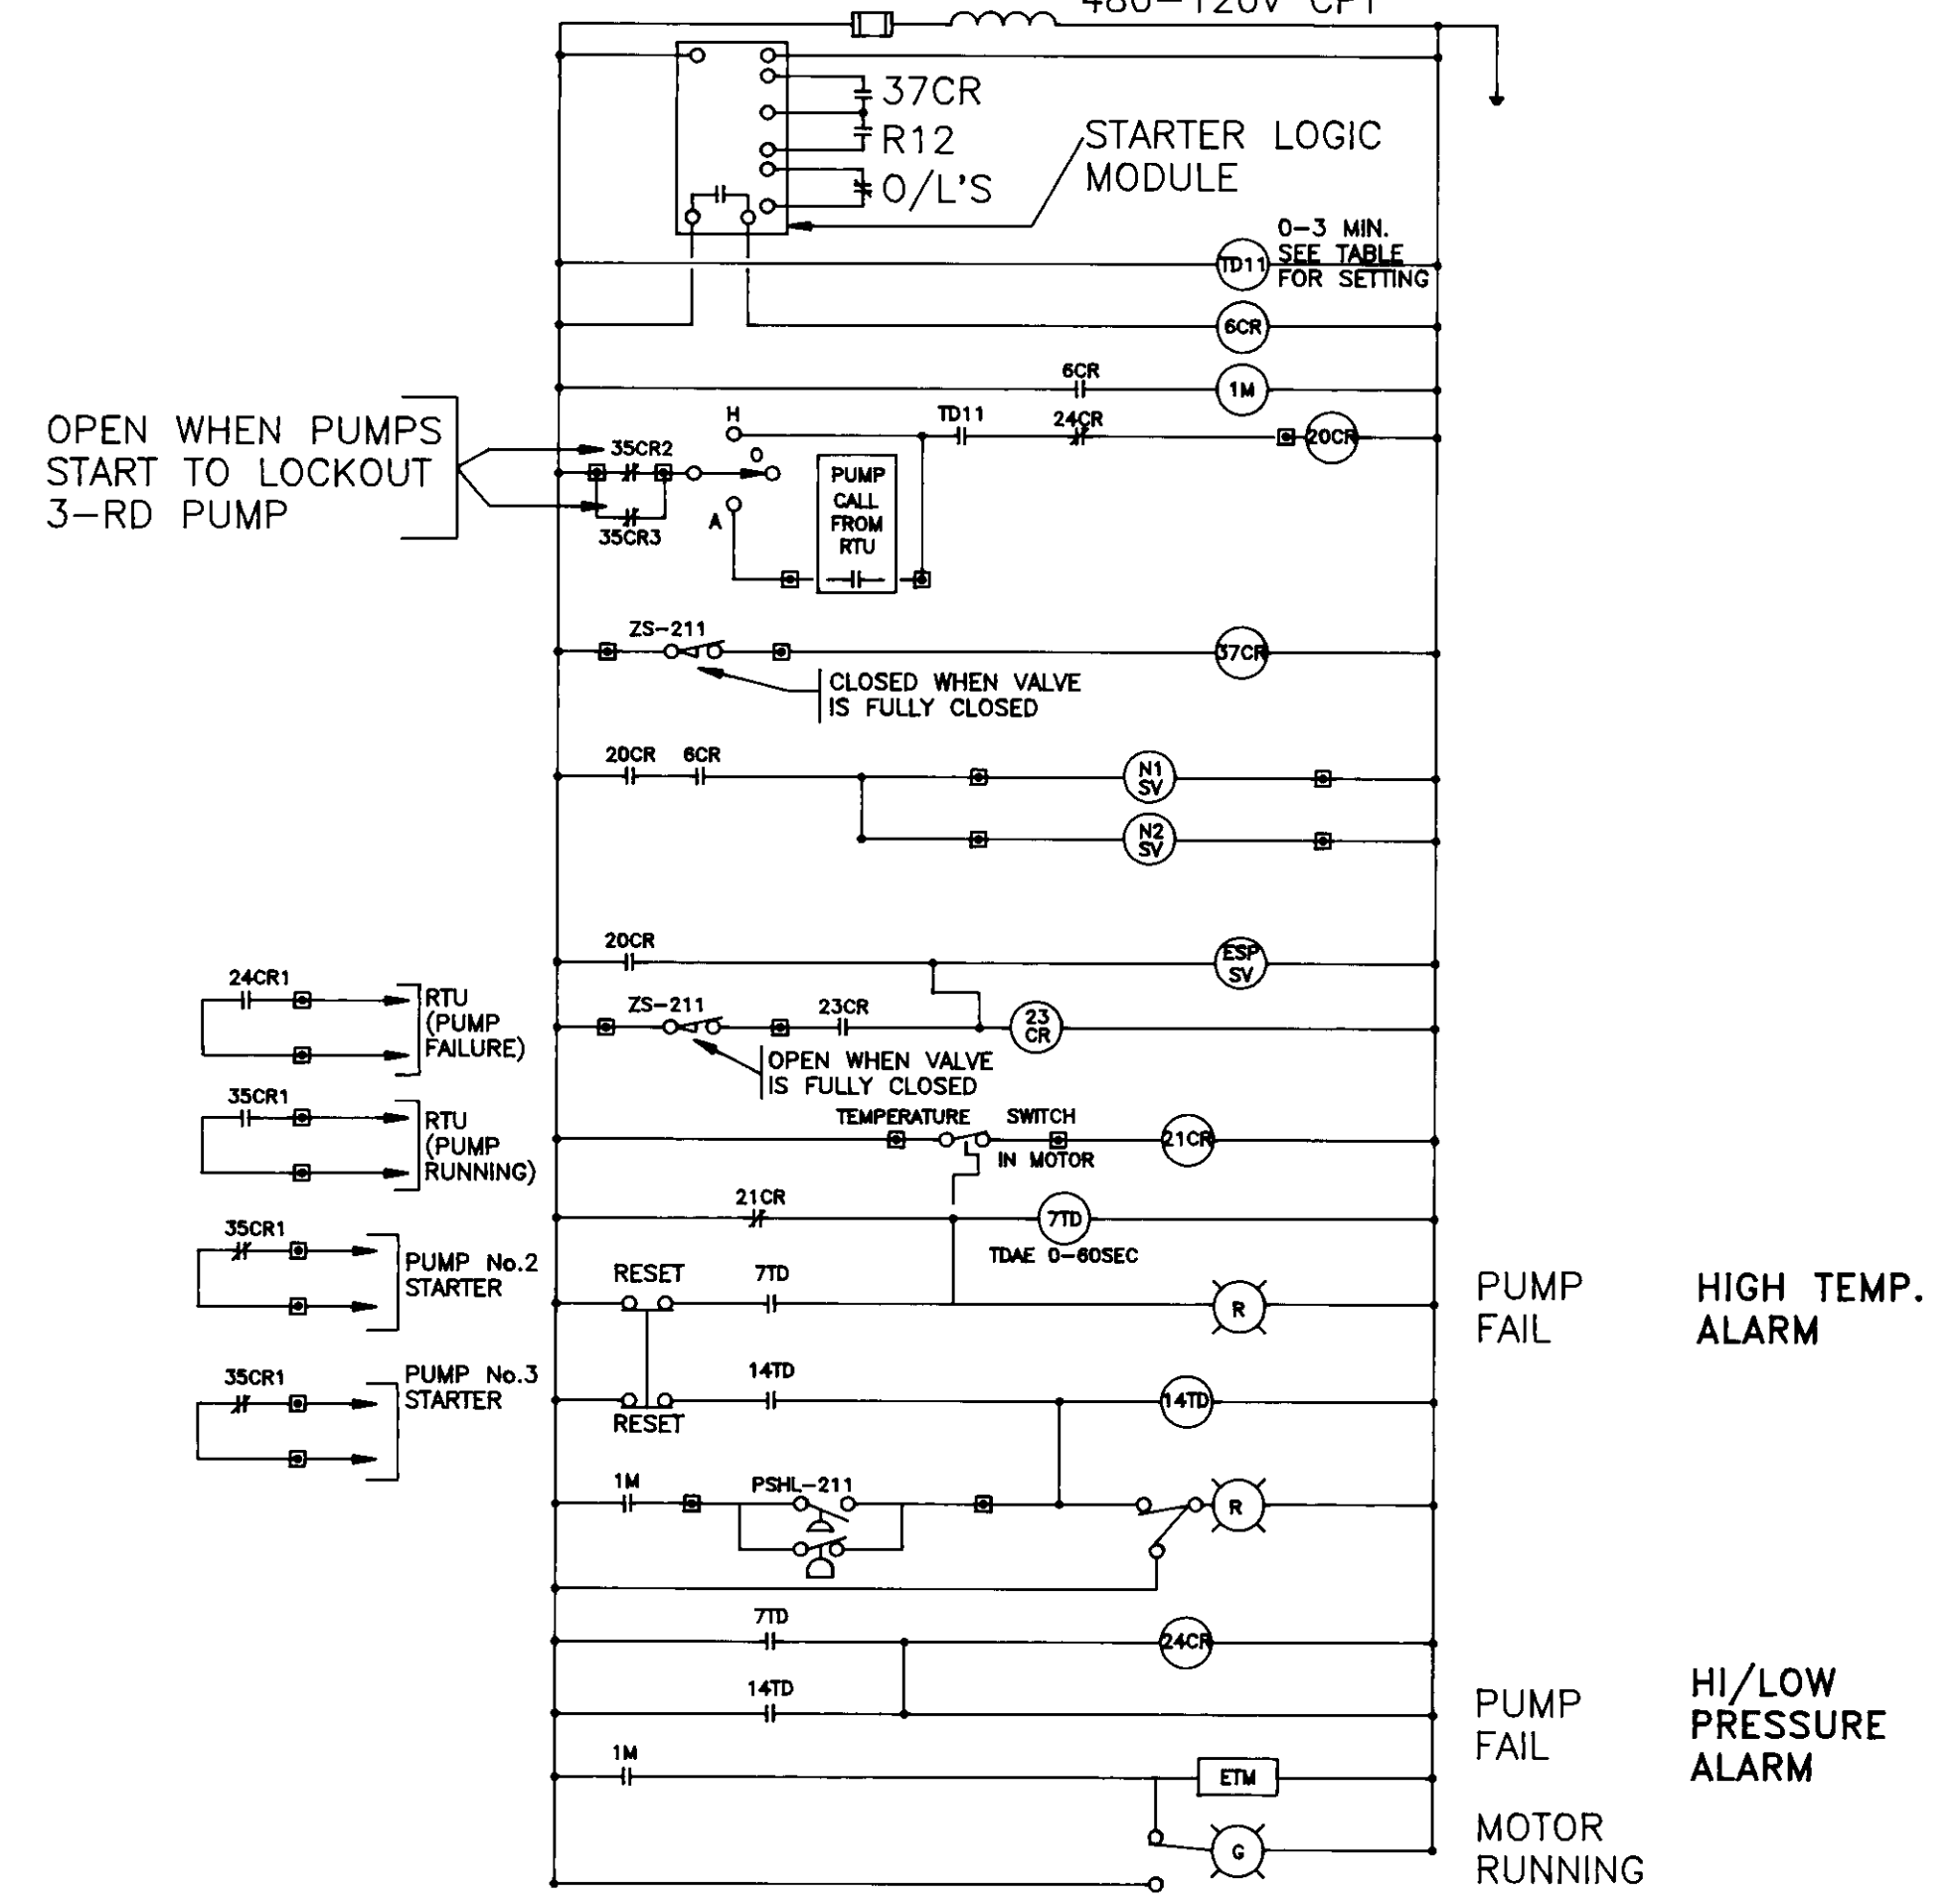 480-120V CPT
37CR
R12
O/L'S
STARTER LOGIC
MODULE
0-3 MIN.
SEE TABLE
FOR SETTING
TD11
6CR
6CR
1M
OPEN WHEN PUMPS
START TO LOCKOUT
3-RD PUMP
35CR2
35CR3
H
O
A
PUMP
CALL
FROM
RTU
TD11
24CR
20CR
ZS-211
37CR
CLOSED WHEN VALVE
IS FULLY CLOSED
20CR
6CR
N1
SV
N2
SV
20CR
ESP
SV
24CR1
RTU
(PUMP
FAILURE)
ZS-211
23CR
23
CR
OPEN WHEN VALVE
IS FULLY CLOSED
35CR1
RTU
(PUMP
RUNNING)
TEMPERATURE SWITCH
IN MOTOR
21CR
21CR
7TD
TDAE 0-60SEC
35CR1
PUMP No.2
STARTER
RESET
7TD
R
PUMP
FAIL
HIGH TEMP.
ALARM
35CR1
PUMP No.3
STARTER
14TD
RESET
14TD
1M
PSHL-211
R
7TD
24CR
14TD
PUMP
FAIL
HI/LOW
PRESSURE
ALARM
1M
ETM
G
MOTOR
RUNNING